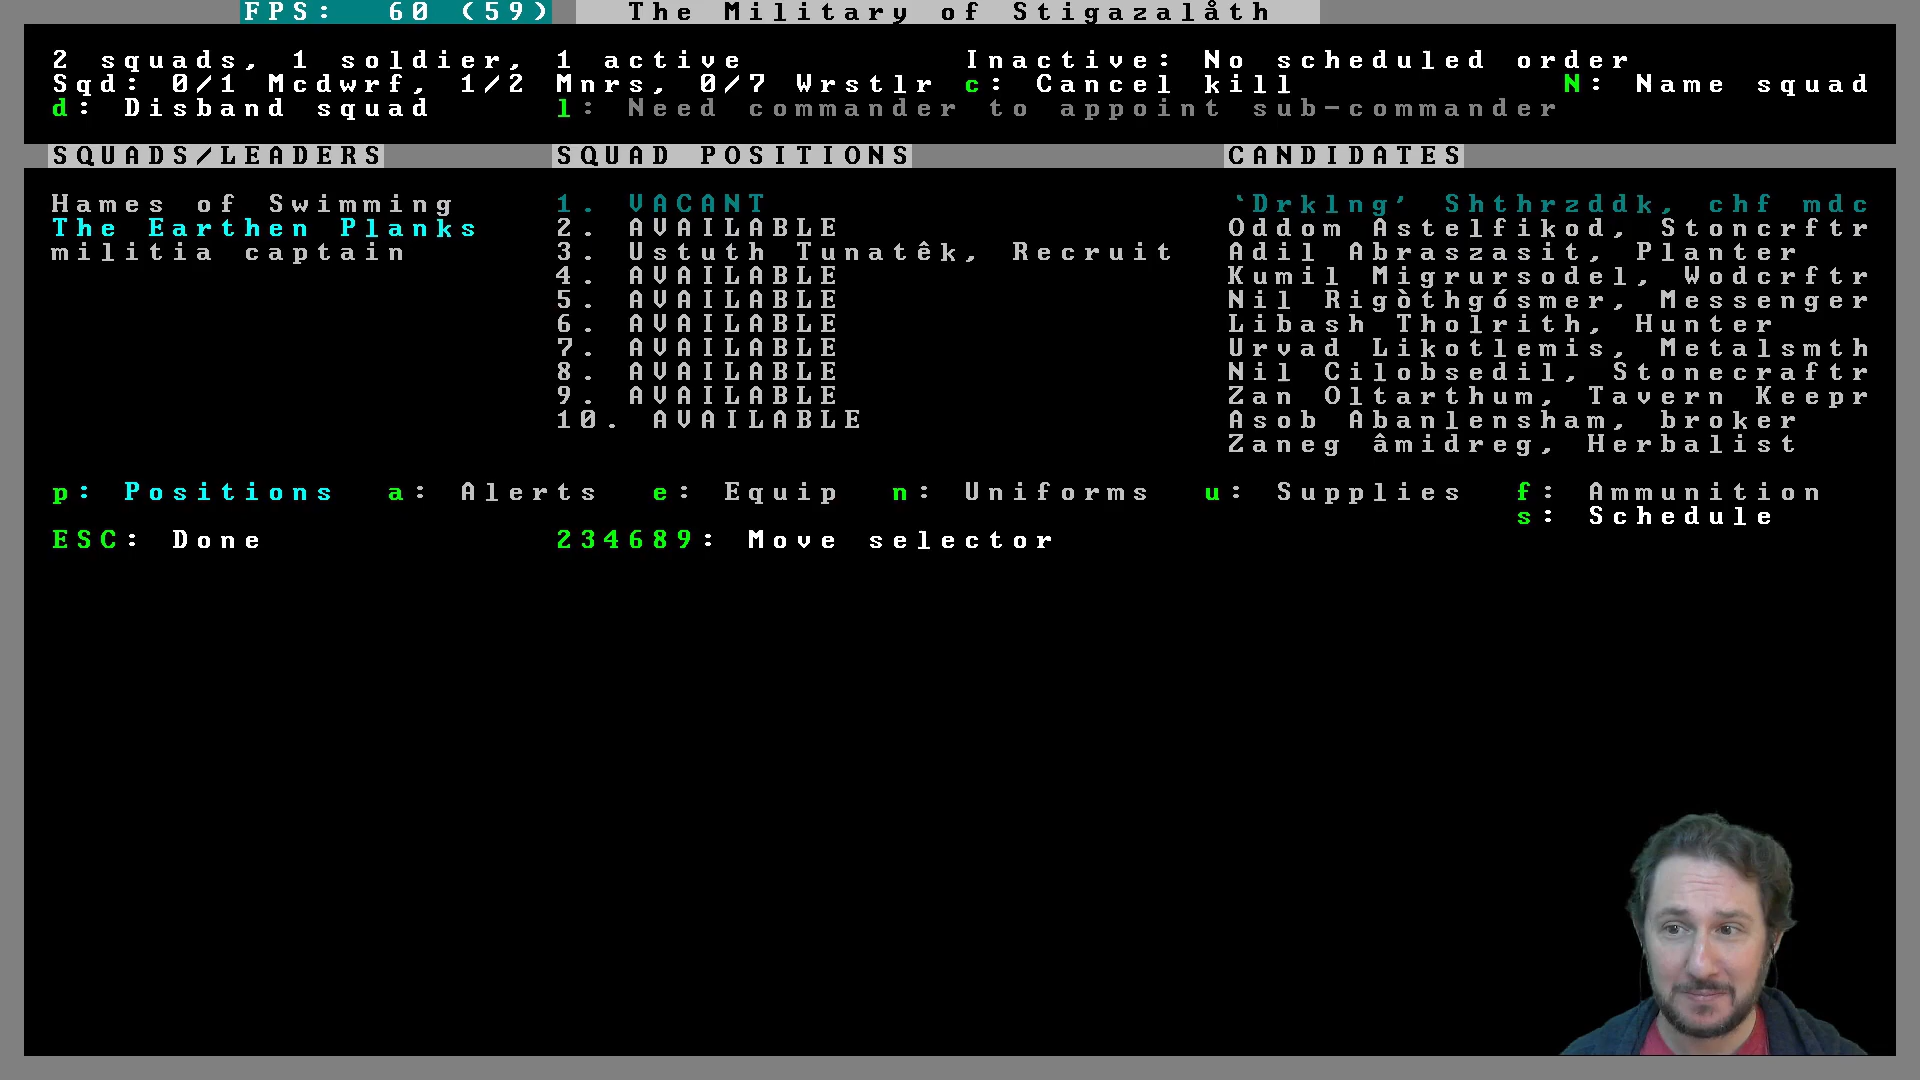 FPS: 60 (59)
The Military of Stigazalåth
2 squads, 1 soldier, 1 active
Inactive: No scheduled order
Sqd: 0/1 Mcdwrf, 1/2 Mnrs, 0/7 Wrstlr
c: Cancel kill
N: Name squad
d: Disband squad
l: Need commander to appoint sub-commander
SQUADS/LEADERS
Hames of Swimming
The Earthen Planks
militia captain
SQUAD POSITIONS
1. VACANT
2. AVAILABLE
3. Ustuth Tunatêk, Recruit
4. AVAILABLE
5. AVAILABLE
6. AVAILABLE
7. AVAILABLE
8. AVAILABLE
9. AVAILABLE
10. AVAILABLE
CANDIDATES
`Drklng' Shthrzddk, chf mdc
Oddom Astelfikod, Stoncrftr
Adil Abraszasit, Planter
Kumil Migrursodel, Wodcrftr
Nil Rigòthgósmer, Messenger
Libash Tholrith, Hunter
Urvad Likotlemis, Metalsmth
Nil Cilobsedil, Stonecraftr
Zan Oltarthum, Tavern Keepr
Asob Abanlensham, broker
Zaneg âmidreg, Herbalist
p: Positions a: Alerts e: Equip n: Uniforms u: Supplies f: Ammunition
s: Schedule
ESC: Done 234689: Move selector